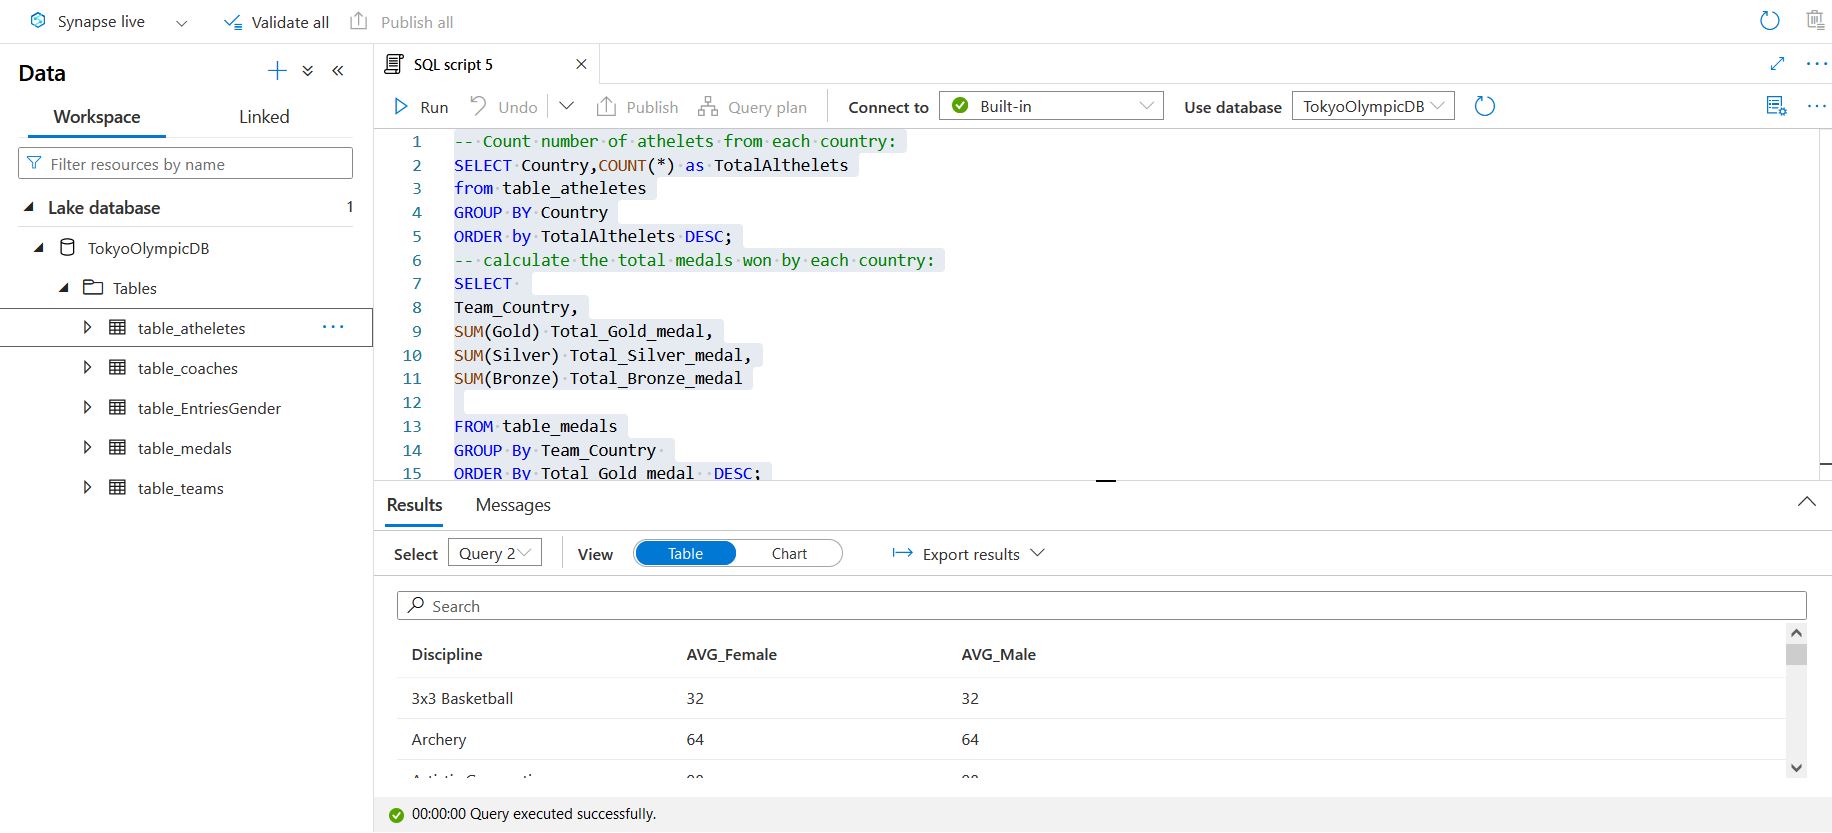 Synapse live
Validate all
Publish all
Data
Workspace
Linked
Filter resources by name
Lake database
1
TokyoOlympicDB
Tables
table_atheletes
table_coaches
table_EntriesGender
table_medals
table_teams
SQL script 5
Run
Undo
Publish
Query plan
Connect to
Built-in
Use database
TokyoOlympicDB
1 -- Count number of athelets from each country:
2 SELECT Country,COUNT(*) as TotalAlthelets
3 from table_atheletes
4 GROUP BY Country
5 ORDER by TotalAlthelets DESC;
6 -- calculate the total medals won by each country:
7 SELECT
8 Team_Country,
9 SUM(Gold) Total_Gold_medal,
10 SUM(Silver) Total_Silver_medal,
11 SUM(Bronze) Total_Bronze_medal
12
13 FROM table_medals
14 GROUP By Team_Country
15 ORDER By Total_Gold_medal DESC;
Results
Messages
Select
Query 2
View
Table
Chart
Export results
Search
Discipline AVG_Female AVG_Male
3x3 Basketball 32 32
Archery 64 64
00:00:00 Query executed successfully.